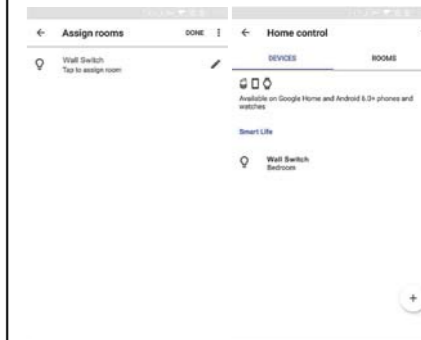 Assign rooms
DONE
Wall Switch
Tap to assign room
Home control
DEVICES
ROOMS
Available on Google Home and Android 6.0+ phones and
watches
Smart Life
Wall Switch
Bedroom